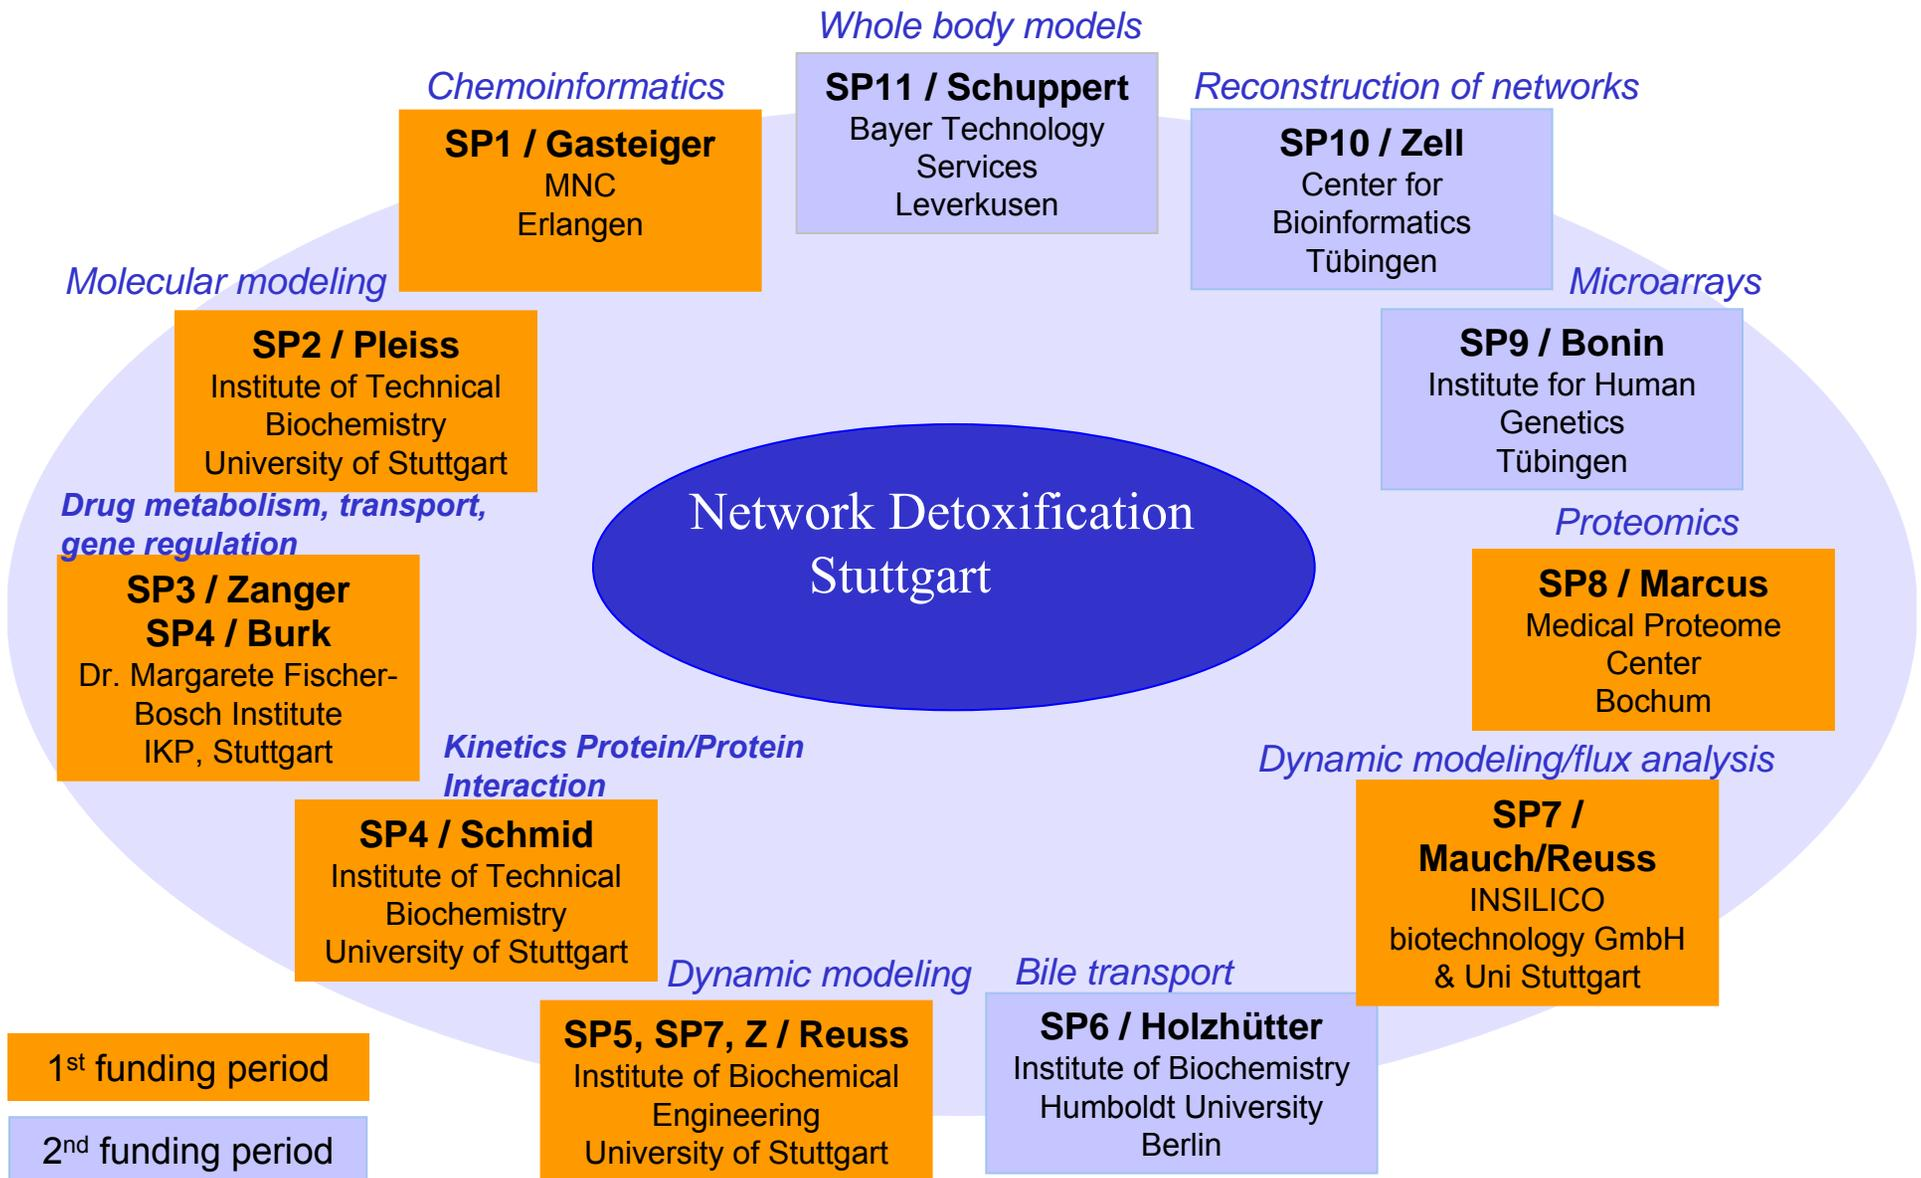 Whole body models
SP11 / Schuppert
Bayer Technology
Services
Leverkusen
Chemoinformatics
SP1 / Gasteiger
MNC
Erlangen
Reconstruction of networks
SP10 / Zell
Center for
Bioinformatics
Tübingen
Molecular modeling
SP2 / Pleiss
Institute of Technical
Biochemistry
University of Stuttgart
Microarrays
SP9 / Bonin
Institute for Human
Genetics
Tübingen
Network Detoxification
Stuttgart
Drug metabolism, transport,
gene regulation
SP3 / Zanger
SP4 / Burk
Dr. Margarete Fischer-
Bosch Institute
IKP, Stuttgart
Proteomics
SP8 / Marcus
Medical Proteome
Center
Bochum
Kinetics Protein/Protein
Interaction
SP4 / Schmid
Institute of Technical
Biochemistry
University of Stuttgart
Dynamic modeling/flux analysis
SP7 /
Mauch/Reuss
INSILICO
biotechnology GmbH
& Uni Stuttgart
Dynamic modeling
SP5, SP7, Z / Reuss
Institute of Biochemical
Engineering
University of Stuttgart
Bile transport
SP6 / Holzhütter
Institute of Biochemistry
Humboldt University
Berlin
1st funding period
2nd funding period